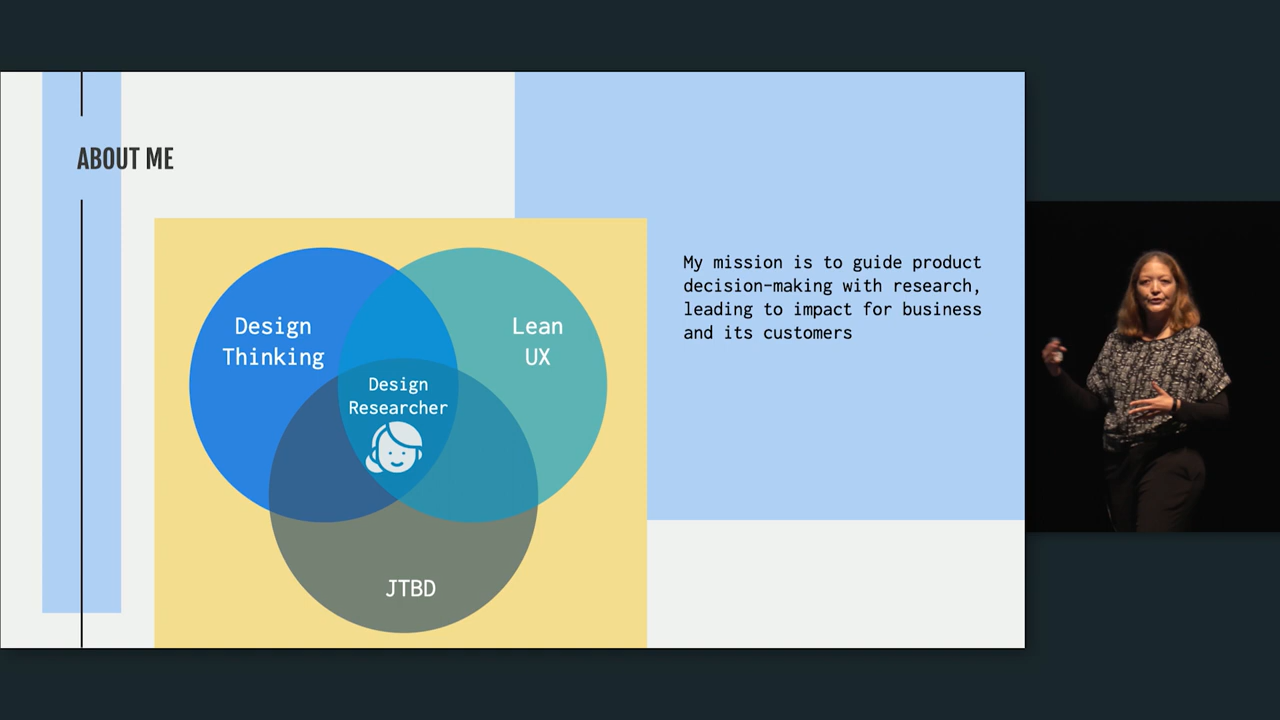 ABOUT ME
Design
Thinking
Lean
UX
Design
Researcher
JTBD
My mission is to guide product
decision-making with research,
leading to impact for business
and its customers